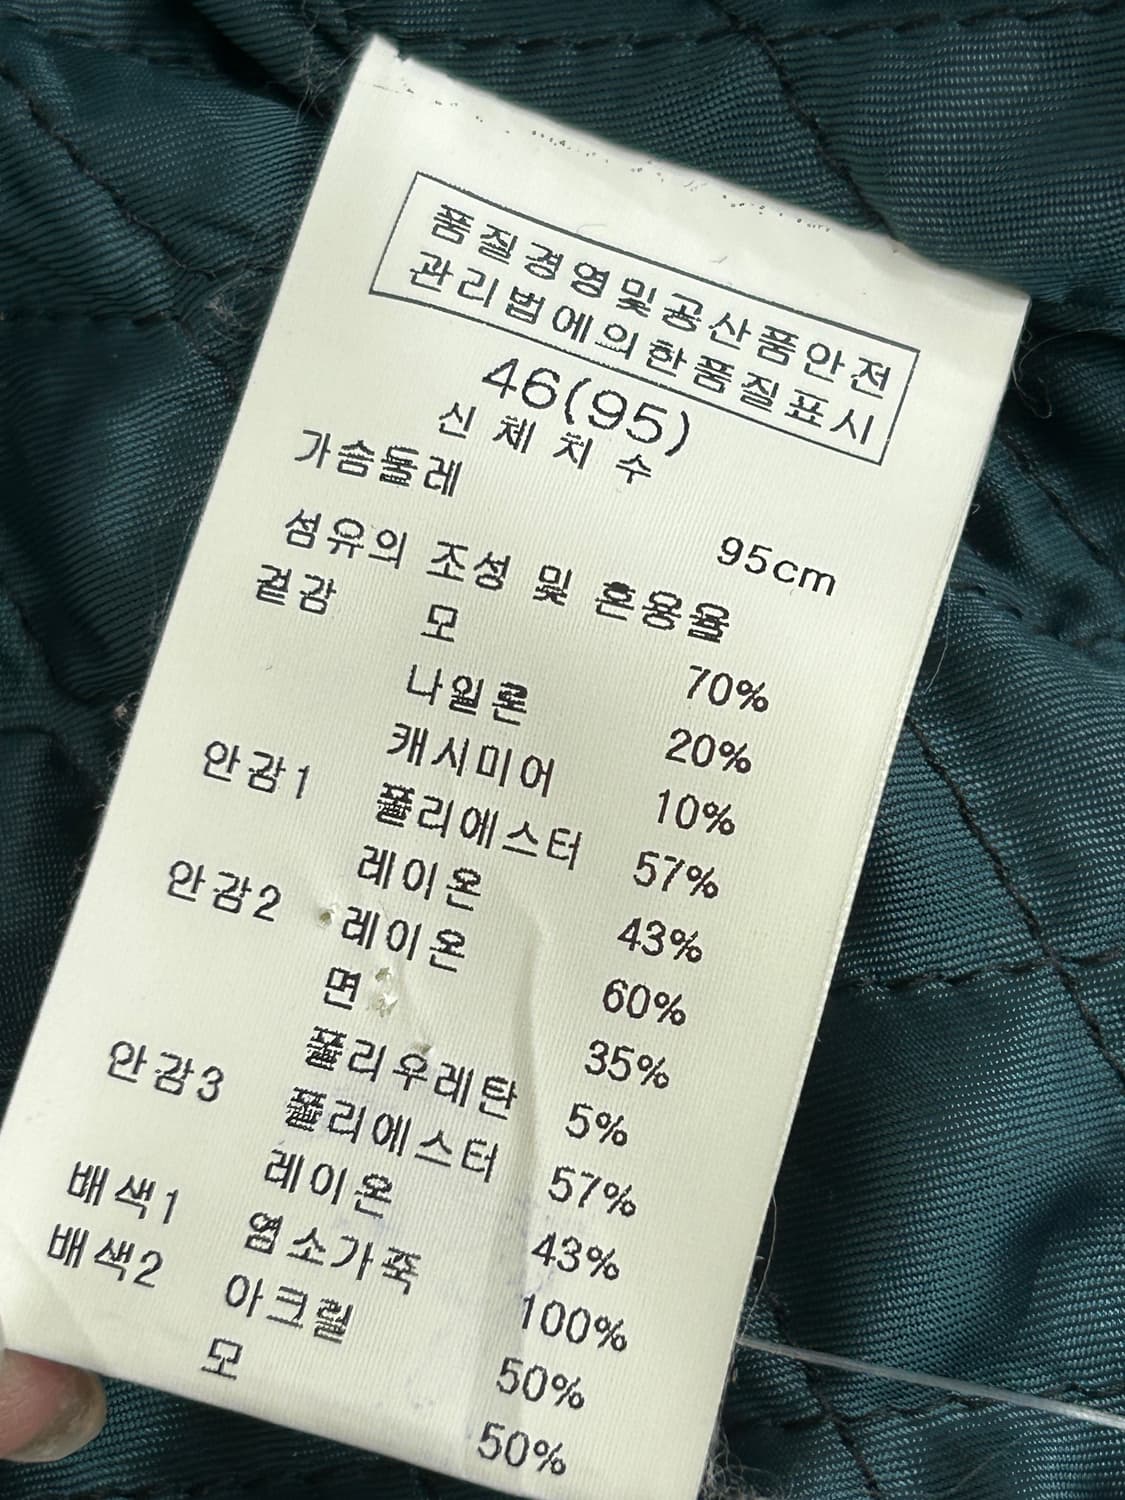 품질경영및공산품안전
관리법에의한품질표시
46(95)
신체치수
가슴둘레 95cm
섬유의 조성 및 혼용율
겉감 모 70%
나일론 20%
캐시미어 10%
안감1 폴리에스터 57%
레이온 43%
안감2 레이온 60%
면 35%
폴리우레탄 5%
안감3 폴리에스터 57%
레이온 43%
배색1 염소가죽 100%
배색2 아크릴 50%
모 50%